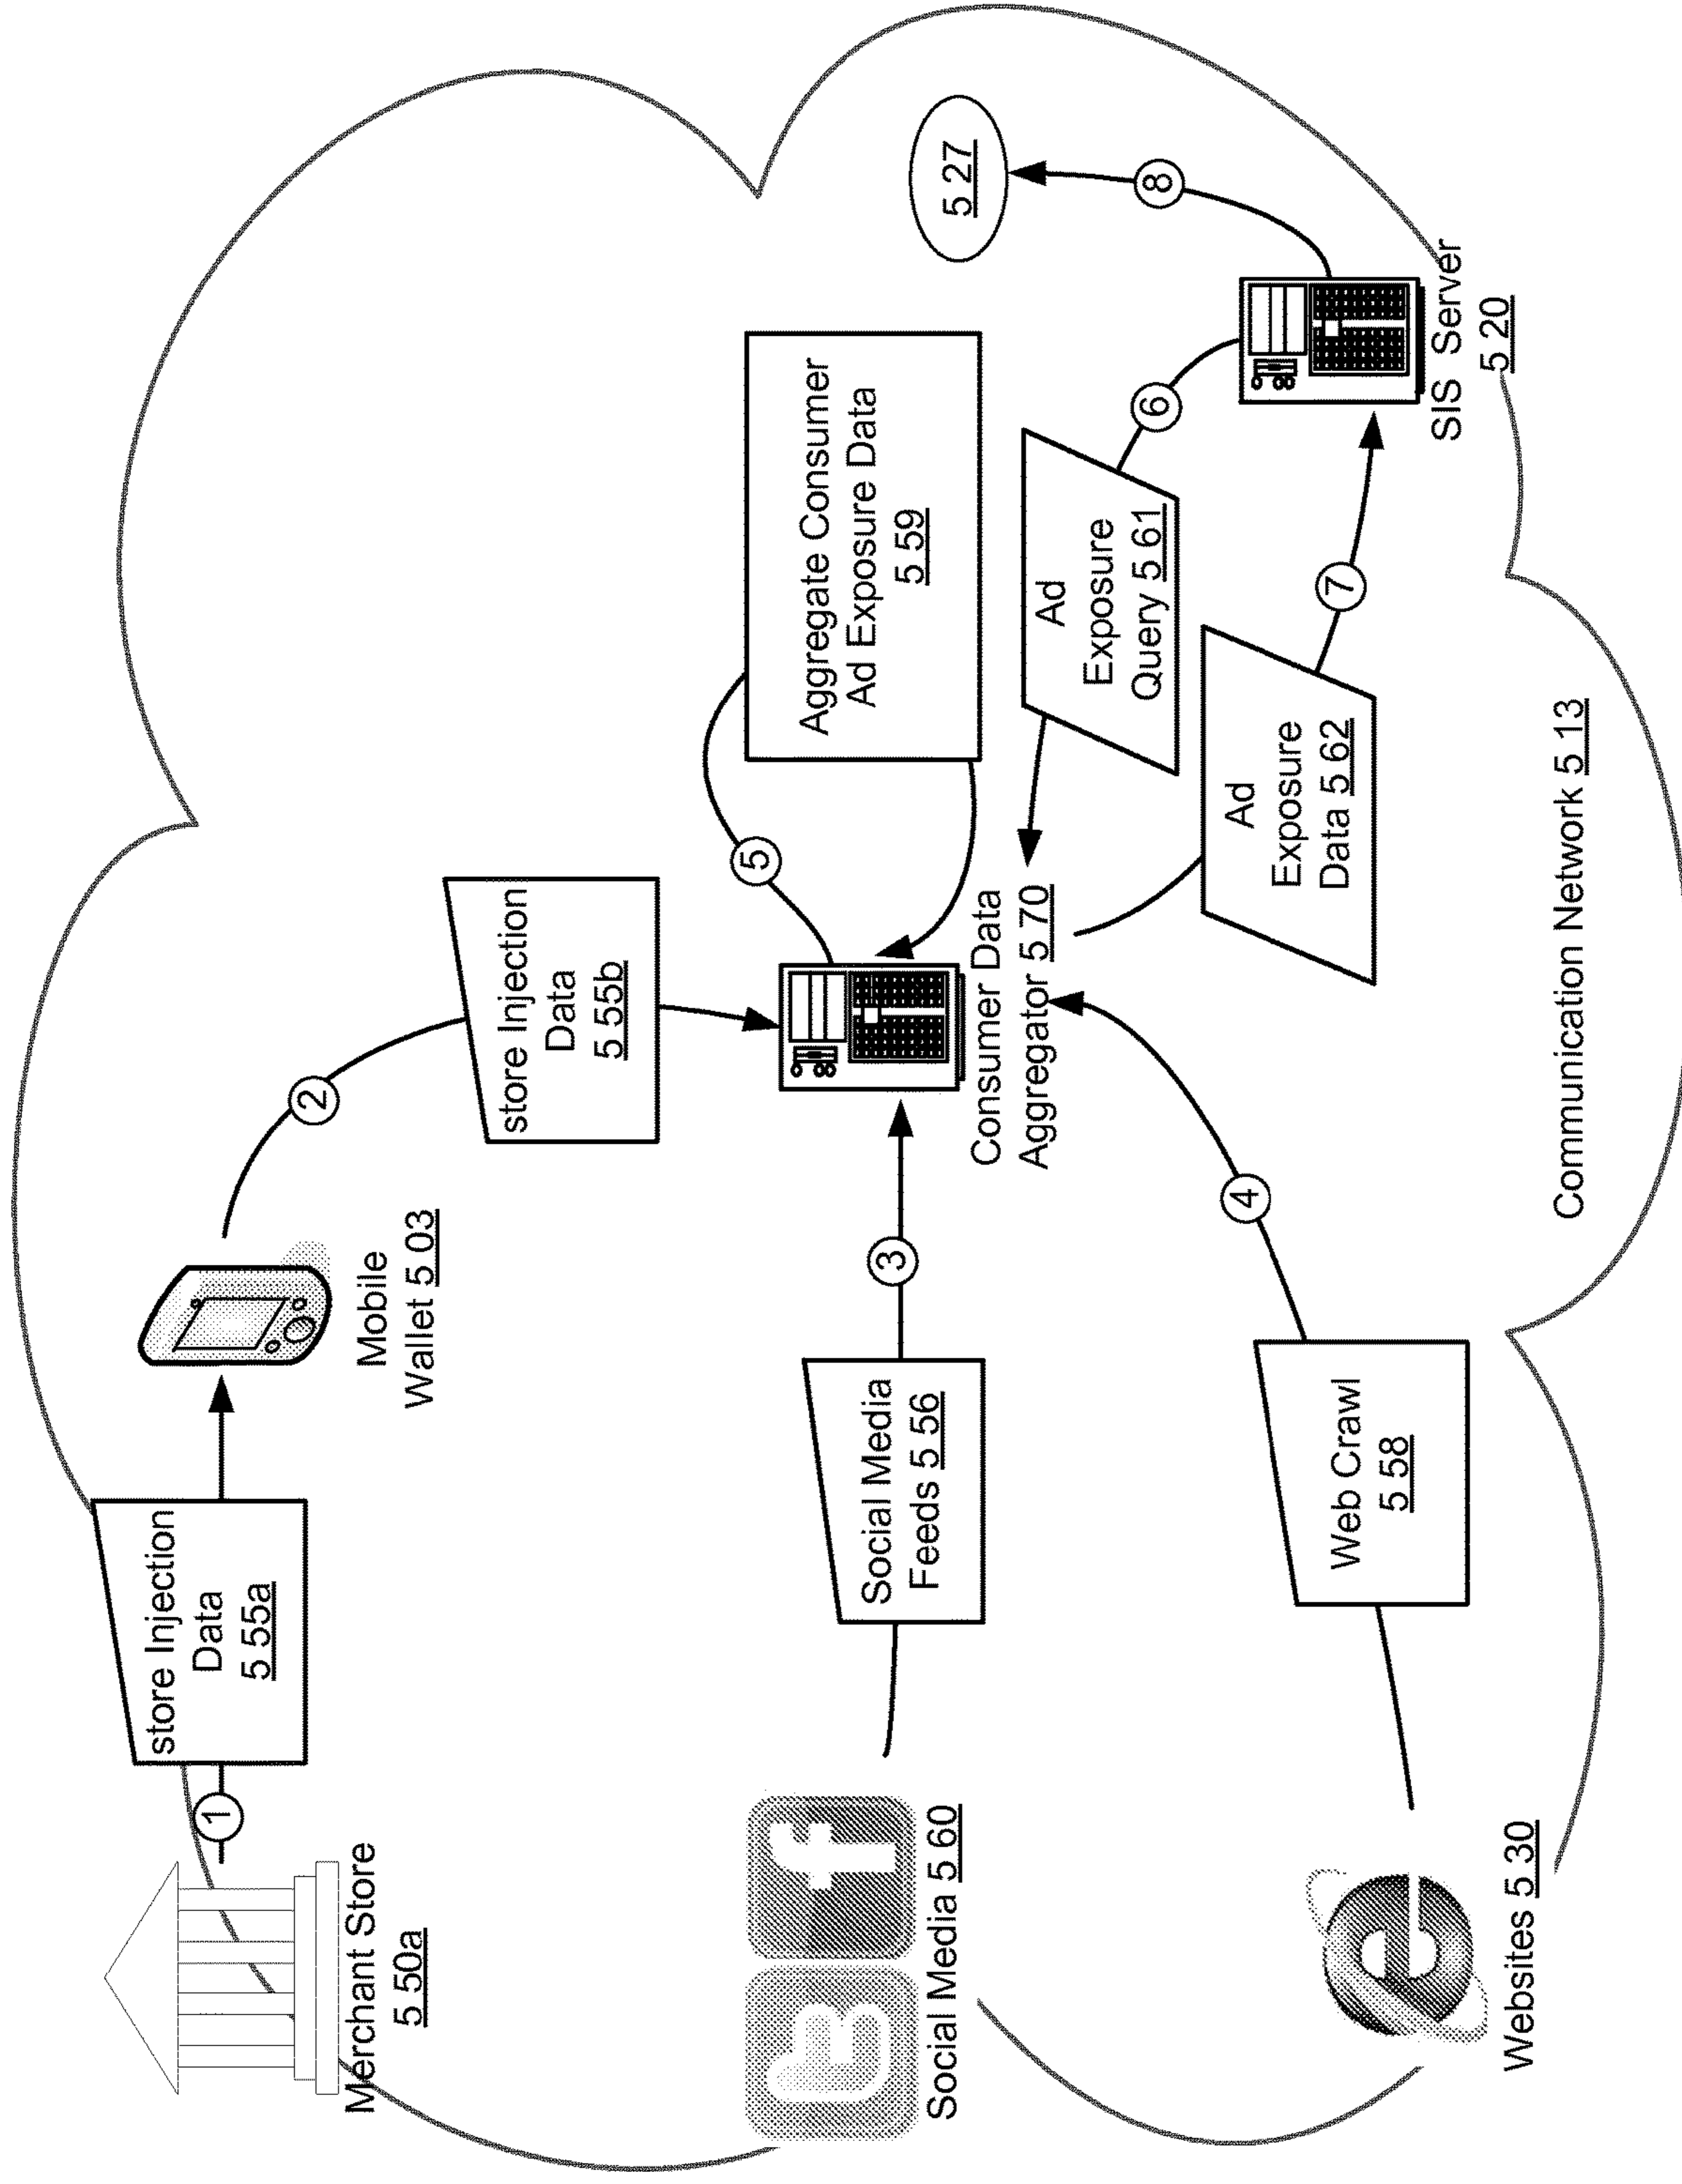 Merchant Store
5 50a
1
store Injection
Data
5 55a
Mobile
Wallet 5 03
2
store Injection
Data
5 55b
Social Media 5 60
Social Media
Feeds 5 56
3
Consumer Data
Aggregator 5 70
5
Aggregate Consumer
Ad Exposure Data
5 59
Websites 5 30
Web Crawl
5 58
4
Ad
Exposure
Query 5 61
6
Ad
Exposure
Data 5 62
7
SIS Server
5 20
8
5 27
Communication Network 5 13